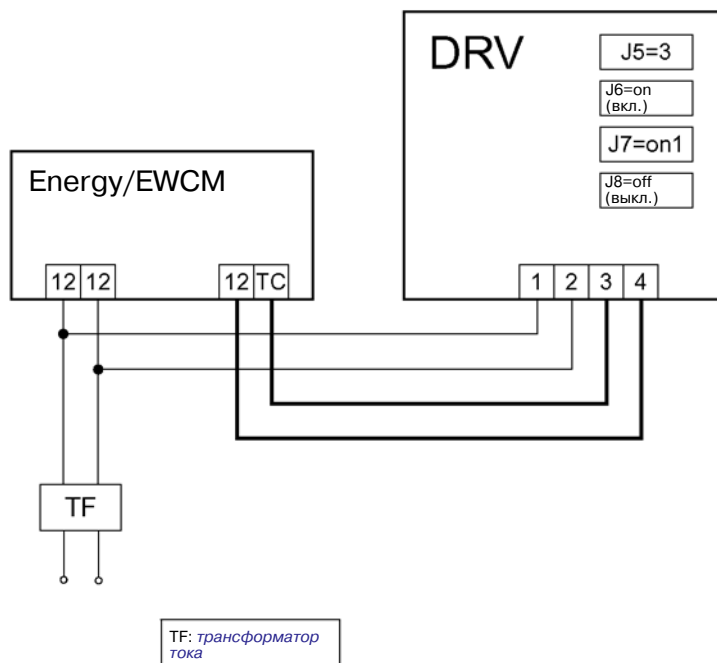 DRV
J5=3
J6=on
(вкл.)
J7=on1
J8=off
(выкл.)
Energy/EWCM
12 12 12 TC
1 2 3 4
TF
TF: трансформатор
тока